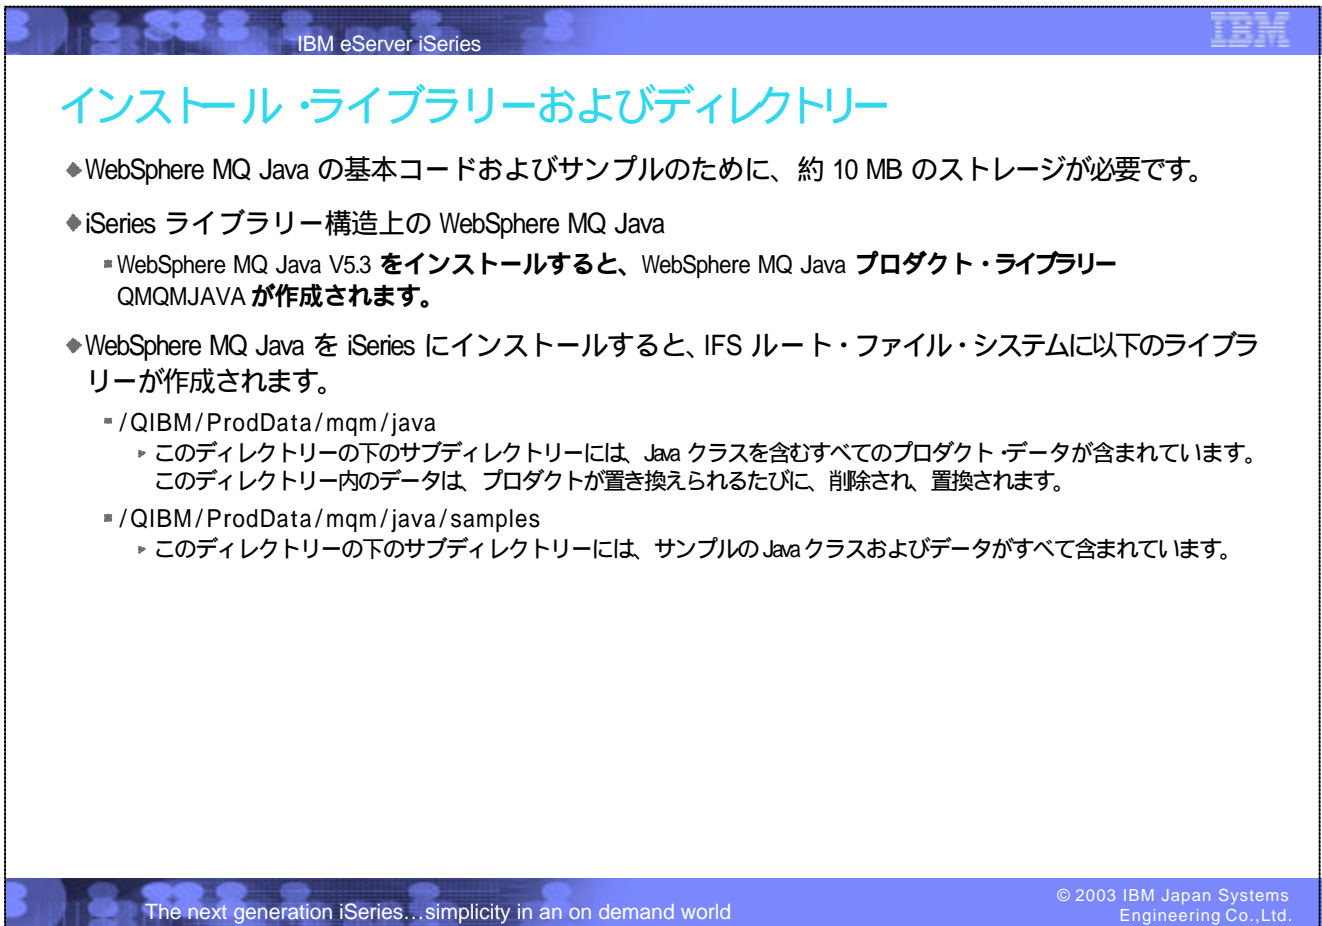 IBM eServer iSeries
IBM
インストール・ライブラリーおよびディレクトリー
WebSphere MQ Java の基本コードおよびサンプルのために、約 10 MB のストレージが必要です。
iSeries ライブラリー構造上の WebSphere MQ Java
WebSphere MQ Java V5.3 をインストールすると、WebSphere MQ Java プロダクト・ライブラリー
QMQMJAVA が作成されます。
WebSphere MQ Java を iSeries にインストールすると、IFS ルート・ファイル・システムに以下のライブラ
リーが作成されます。
/QIBM/ProdData/mqm/java
このディレクトリーの下のサブディレクトリーには、Java クラスを含むすべてのプロダクト・データが含まれています。
このディレクトリー内のデータは、プロダクトが置き換えられるたびに、削除され、置換されます。
/QIBM/ProdData/mqm/java/samples
このディレクトリーの下のサブディレクトリーには、サンプルの Java クラスおよびデータがすべて含まれています。
The next generation iSeries…simplicity in an on demand world
© 2003 IBM Japan Systems
Engineering Co.,Ltd.